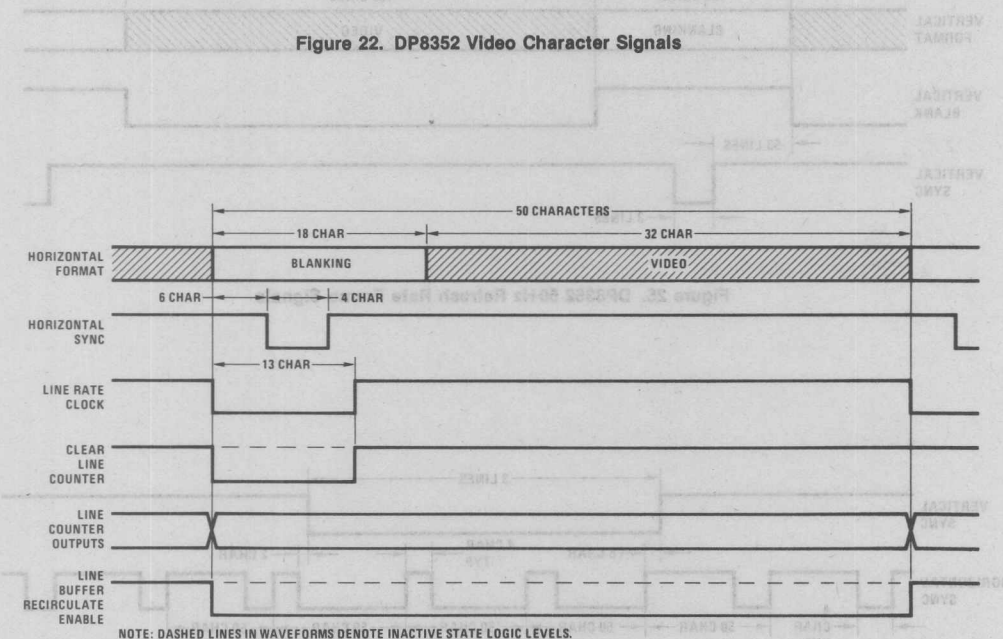 Figure 22. DP8352 Video Character Signals
50 CHARACTERS
18 CHAR
32 CHAR
HORIZONTAL
FORMAT
BLANKING
VIDEO
6 CHAR
4 CHAR
HORIZONTAL
SYNC
13 CHAR
LINE RATE
CLOCK
CLEAR
LINE
COUNTER
LINE
COUNTER
OUTPUTS
LINE
BUFFER
RECIRCULATE
ENABLE
NOTE: DASHED LINES IN WAVEFORMS DENOTE INACTIVE STATE LOGIC LEVELS.